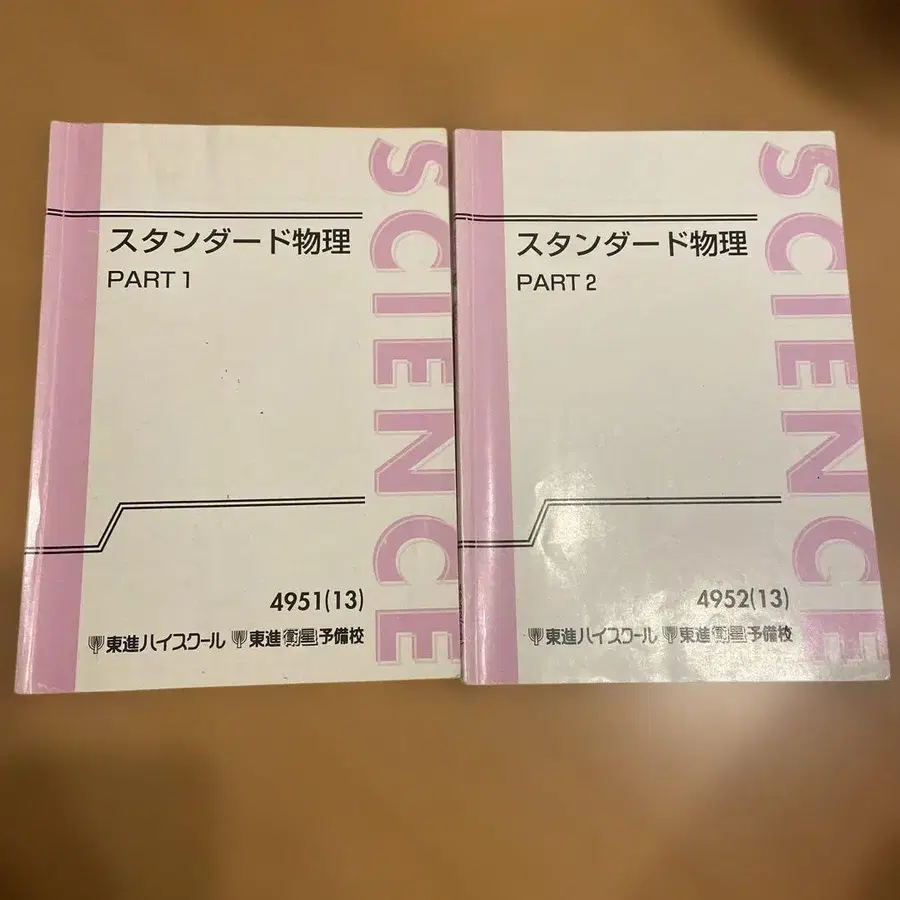 スタンダード物理
PART 1
SCIENCE
4951(13)
東進ハイスクール 東進衛星予備校
スタンダード物理
PART 2
SCIENCE
4952(13)
東進ハイスクール 東進衛星予備校